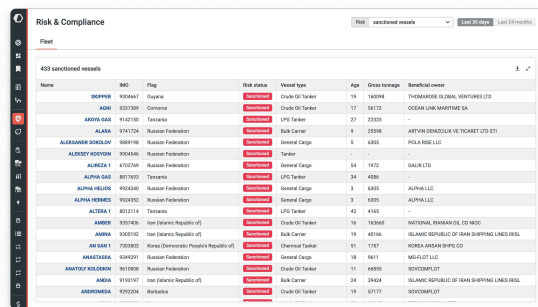 Risk & Compliance
Risk sanctioned vessels Last 30 days Last 24 months
Fleet
433 sanctioned vessels
Name IMO Flag Risk status Vessel type Age Gross tonnage Beneficial owner
SKIPPER 9304667 Guyana Sanctioned Crude Oil Tanker 19 160098 THOMAROSE GLOBAL VENTURES LTD
AGNI 9337389 Comoros Sanctioned Crude Oil Tanker 17 56172 OCEAN LINK MARITIME SA
AKOYA GAS 9142150 Tanzania Sanctioned LPG Tanker 27 22323 -
ALARA 9741724 Russian Federation Sanctioned Bulk Carrier 9 25598 ARTVIN DENIZCILIK VE TICARET LTD STI
ALEKSANDR SOKOLOV 9889198 Russian Federation Sanctioned General Cargo 5 6305 POLA RISE LLC
ALEKSEY KOSYGIN 9904546 Russian Federation Sanctioned Tanker - - -
ALIREZA 1 6703769 Russian Federation Sanctioned General Cargo 54 1972 DALIR LTD
ALPHA GAS 8817693 Tanzania Sanctioned LPG Tanker 34 4086 -
ALPHA HELIOS 9924340 Russian Federation Sanctioned General Cargo 3 6305 ALPHA LLC
ALPHA HERMES 9924352 Russian Federation Sanctioned General Cargo 3 6305 ALPHA LLC
ALTERA 1 8012114 Tanzania Sanctioned LPG Tanker 42 4165 -
AMBER 9357406 Iran (Islamic Republic of) Sanctioned Crude Oil Tanker 16 163660 NATIONAL IRANIAN OIL CO NIOC
AMINA 9305192 Iran (Islamic Republic of) Sanctioned Bulk Carrier 19 40166 ISLAMIC REPUBLIC OF IRAN SHIPPING LINES IRISL
AN SAN 1 7303803 Korea (Democratic People's Republic of) Sanctioned Chemical Tanker 51 1757 KOREA ANSAN SHPG CO
ANASTASIIA 9349291 Russian Federation Sanctioned General Cargo 18 9611 MG-FLOT LLC
ANATOLY KOLODKIN 9610808 Russian Federation Sanctioned Crude Oil Tanker 11 66855 SOVCOMFLOT
ANIXA 9193197 Iran (Islamic Republic of) Sanctioned Bulk Carrier 24 39424 ISLAMIC REPUBLIC OF IRAN SHIPPING LINES IRISL
ANDROMEDA 9292204 Barbados Sanctioned Crude Oil Tanker 19 57177 SOVCOMFLOT